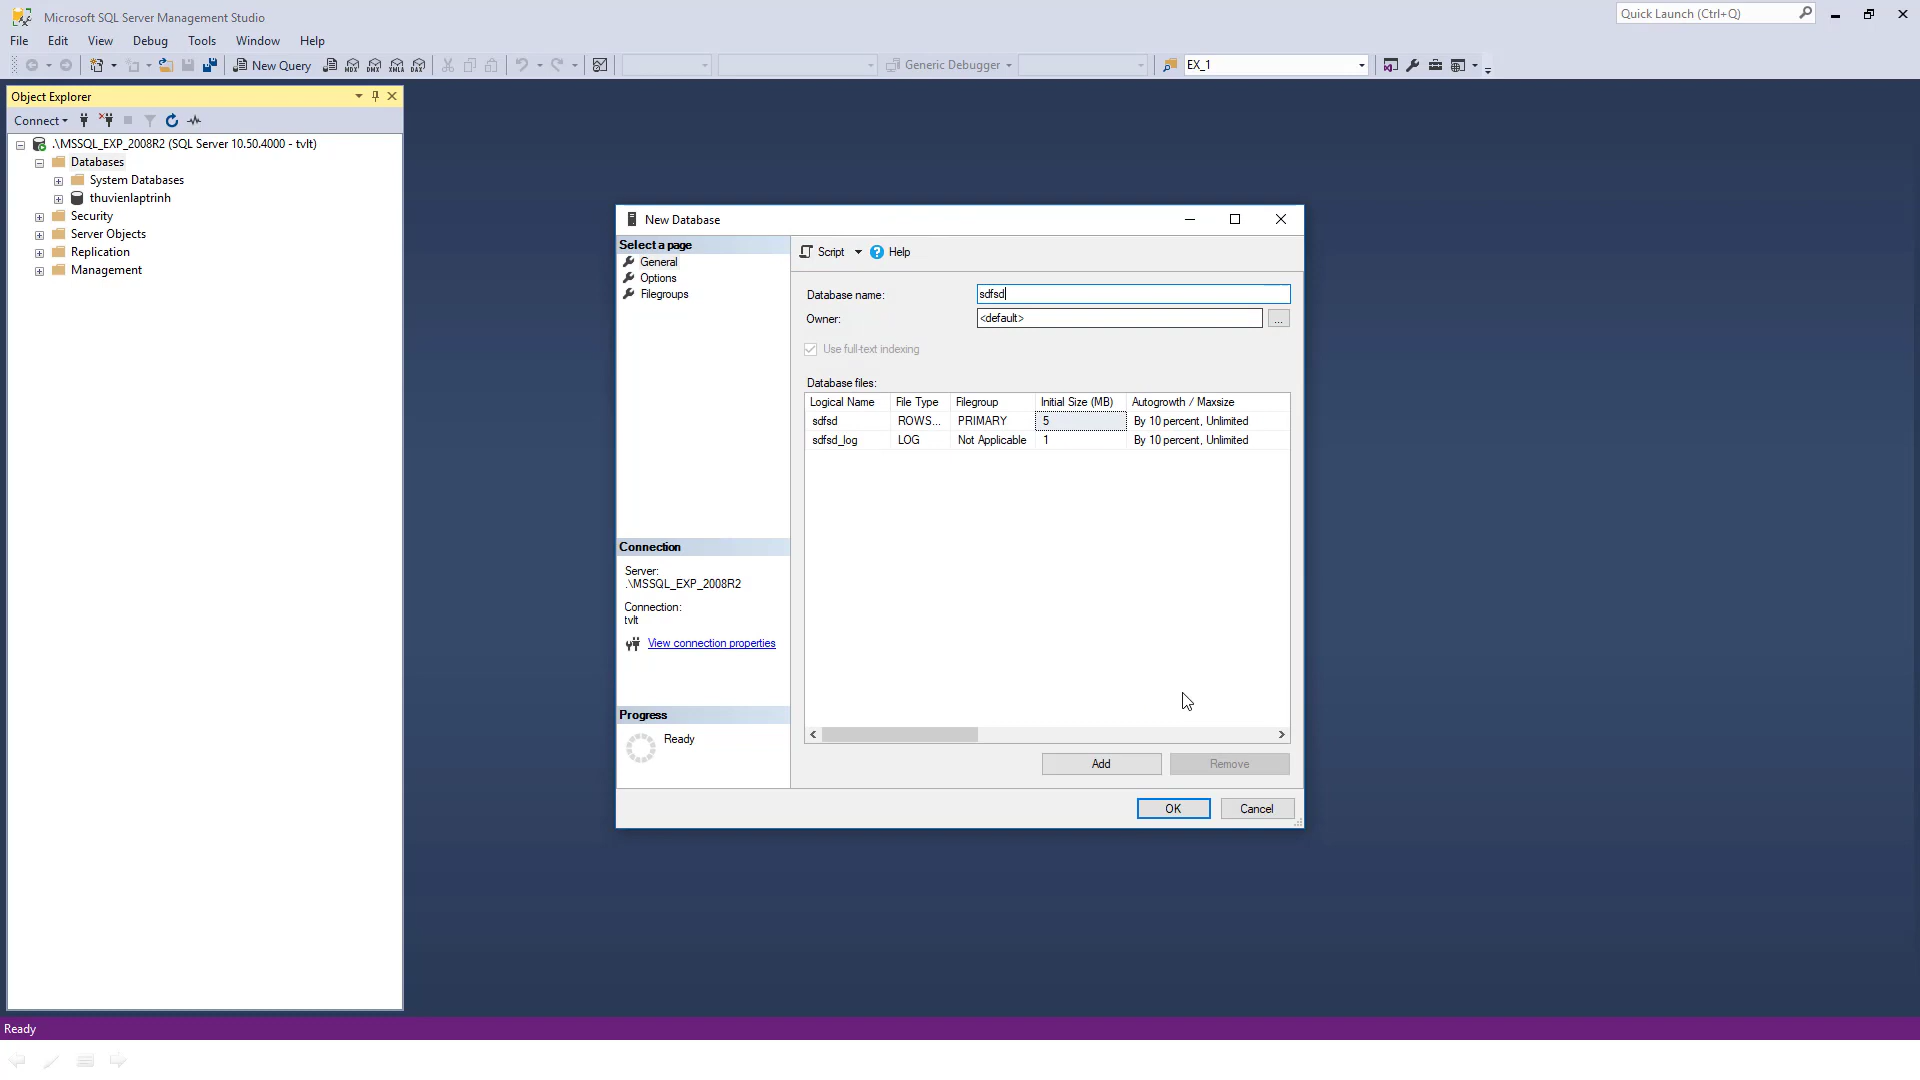 Microsoft SQL Server Management Studio
Quick Launch (Ctrl+Q)
File Edit View Debug Tools Window Help
New Query MDX DMX XMLA DAX Generic Debugger EX_1
Object Explorer
Connect
.\MSSQL_EXP_2008R2 (SQL Server 10.50.4000 - tvlt)
Databases
System Databases
thuvienlaptrinh
Security
Server Objects
Replication
Management
New Database
Select a page
General
Options
Filegroups
Script Help
Database name: sdfsd
Owner: <default> ...
Use full-text indexing
Database files:
Logical Name File Type Filegroup Initial Size (MB) Autogrowth / Maxsize
sdfsd ROWS... PRIMARY 5 By 10 percent, Unlimited
sdfsd_log LOG Not Applicable 1 By 10 percent, Unlimited
Connection
Server:
.\MSSQL_EXP_2008R2
Connection:
tvlt
View connection properties
Progress
Ready
Add Remove
OK Cancel
Ready